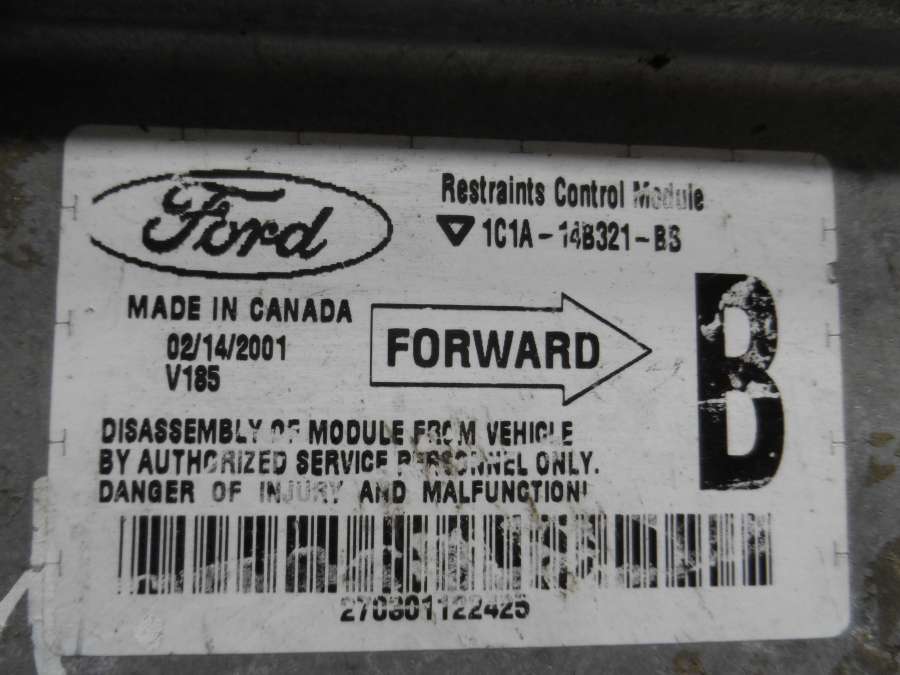 Ford
Restraints Control Module
1C1A-14B321-BS
MADE IN CANADA
02/14/2001
V185
FORWARD
B
DISASSEMBLY OF MODULE FROM VEHICLE
BY AUTHORIZED SERVICE PERSONNEL ONLY.
DANGER OF INJURY AND MALFUNCTION!
270301122425